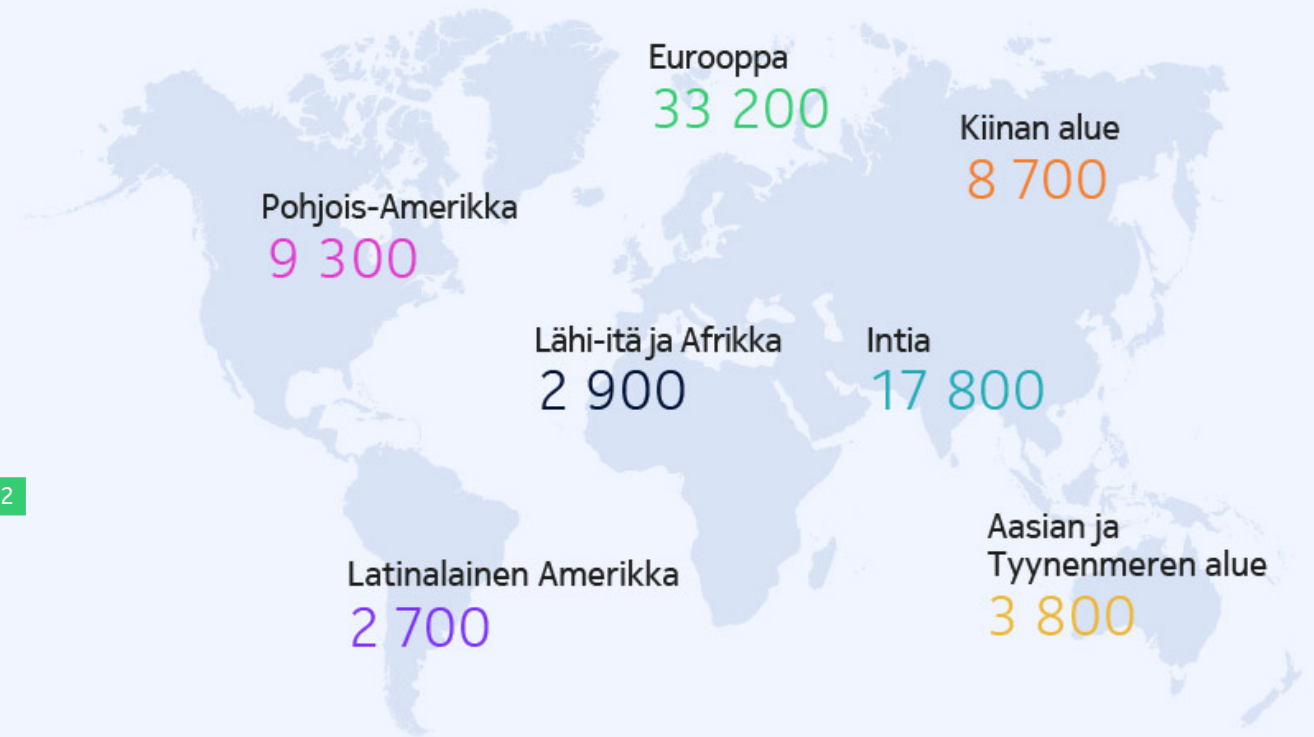 Eurooppa
33 200
Kiinan alue
8 700
Pohjois-Amerikka
9 300
Lähi-itä ja Afrikka
2 900
Intia
17 800
2
Latinalainen Amerikka
2 700
Aasian ja
Tyynenmeren alue
3 800